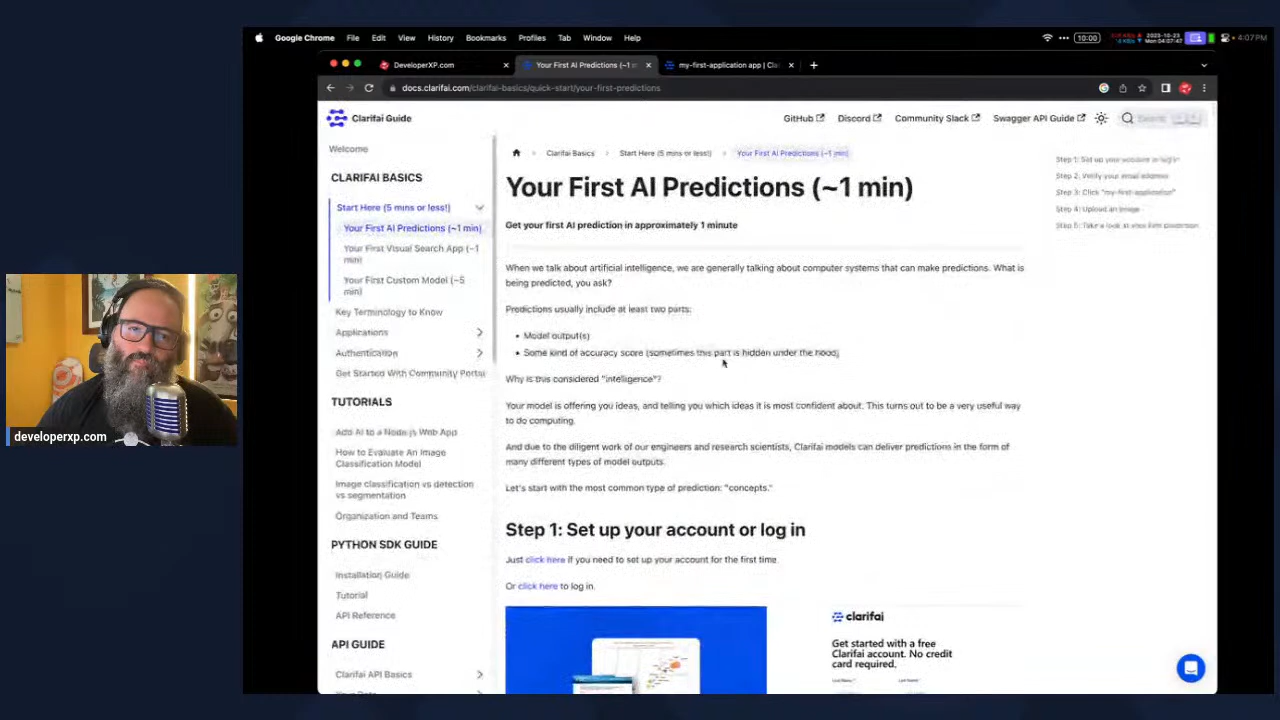 Google Chrome File Edit View History Bookmarks Profiles Tab Window Help
10:00
4:07PM
DeveloperXP.com
Your First AI Predictions (~1 m
my-first-application app | Cla
docs.clarifai.com/clarifai-basics/quick-start/your-first-predictions
Clarifai Guide
GitHub
Discord
Community Slack
Swagger API Guide
Search
Welcome
CLARIFAI BASICS
Start Here (5 mins or less!)
Your First AI Predictions (~1 min)
Your First Visual Search App (~1
min)
Your First Custom Model (~5
min)
Key Terminology to Know
Applications
Authentication
Get Started With Community Portal
TUTORIALS
Add AI to a Node.js Web App
How to Evaluate An Image
Classification Model
Image classification vs detection
vs segmentation
Organization and Teams
PYTHON SDK GUIDE
Installation Guide
Tutorial
API Reference
API GUIDE
Clarifai API Basics
Your Data
Clarifai Basics
Start Here (5 mins or less!)
Your First AI Predictions (~1 min)
Your First AI Predictions (~1 min)
Get your first AI prediction in approximately 1 minute
When we talk about artificial intelligence, we are generally talking about computer systems that can make predictions. What is
being predicted, you ask?
Predictions usually include at least two parts:
Model output(s)
Some kind of accuracy score (sometimes this part is hidden under the hood)
Why is this considered "intelligence"?
Your model is offering you ideas, and telling you which ideas it is most confident about. This turns out to be a very useful way
to do computing.
And due to the diligent work of our engineers and research scientists, Clarifai models can deliver predictions in the form of
many different types of model outputs.
Let's start with the most common type of prediction: "concepts."
Step 1: Set up your account or log in
Just click here if you need to set up your account for the first time
Or click here to log in.
clarifai
Get started with a free
Clarifai account. No credit
card required.
Step 1: Set up your account or log in
Step 2: Verify your email address
Step 3: Click "my-first-application"
Step 4: Upload an image
Step 5: Take a look at your first prediction
developerxp.com